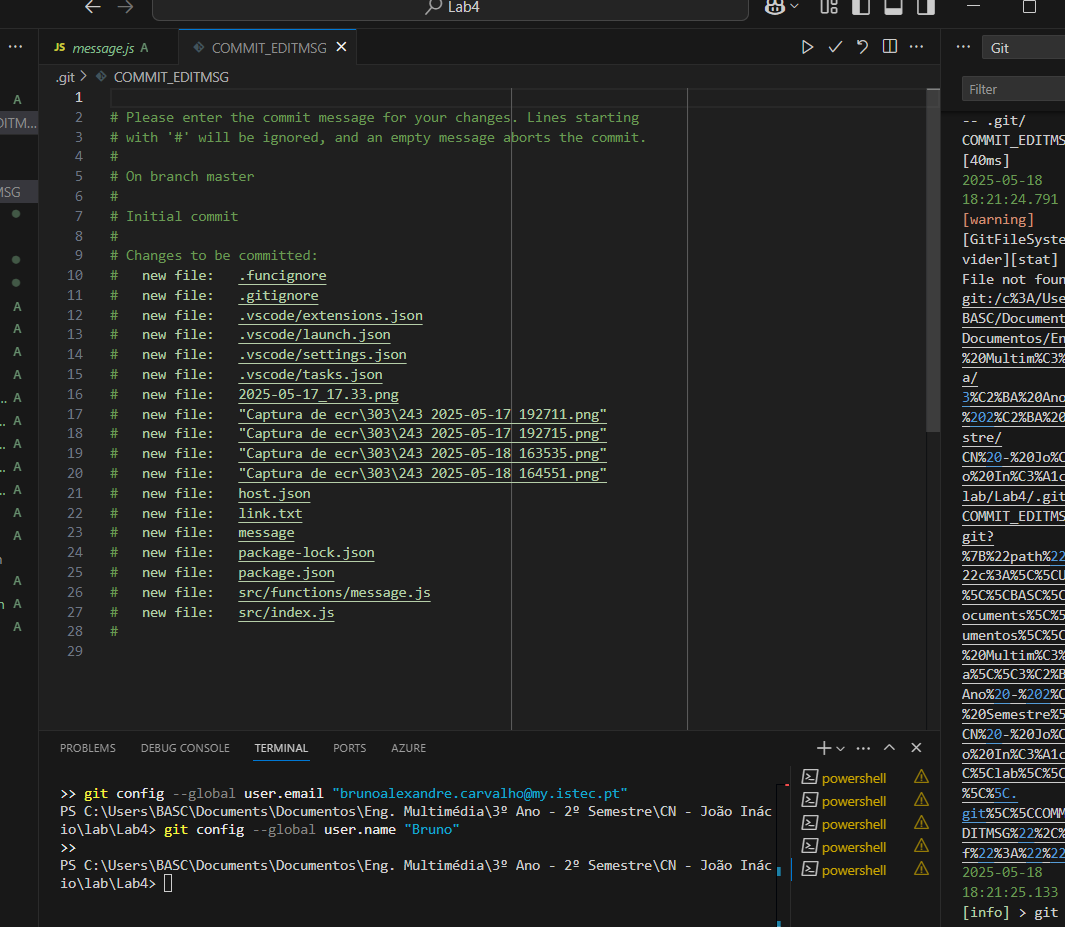 Lab4
JS message.js A
COMMIT_EDITMSG
Git
.git > COMMIT_EDITMSG
Filter
A
DITM...
MSG
A
A
A
A
A
A
A
A
A
A
A
A
A
A
1
2 # Please enter the commit message for your changes. Lines starting
3 # with '#' will be ignored, and an empty message aborts the commit.
4 #
5 # On branch master
6 #
7 # Initial commit
8 #
9 # Changes to be committed:
10 # new file: .funcignore
11 # new file: .gitignore
12 # new file: .vscode/extensions.json
13 # new file: .vscode/launch.json
14 # new file: .vscode/settings.json
15 # new file: .vscode/tasks.json
16 # new file: 2025-05-17_17.33.png
17 # new file: "Captura de ecr\303\243 2025-05-17 192711.png"
18 # new file: "Captura de ecr\303\243 2025-05-17 192715.png"
19 # new file: "Captura de ecr\303\243 2025-05-18 163535.png"
20 # new file: "Captura de ecr\303\243 2025-05-18 164551.png"
21 # new file: host.json
22 # new file: link.txt
23 # new file: message
24 # new file: package-lock.json
25 # new file: package.json
26 # new file: src/functions/message.js
27 # new file: src/index.js
28 #
29
-- .git/
COMMIT_EDITMS
[40ms]
2025-05-18
18:21:24.791
[warning]
[GitFileSyste
vider][stat]
File not foun
git:/c%3A/Use
BASC/Document
Documentos/En
%20Multim%C3%
a/
3%C2%BA%20Ano
%202%C2%BA%20
stre/
CN%20-%20Jo%C
o%20In%C3%A1c
lab/Lab4/.git
COMMIT_EDITMS
git?
%7B%22path%22
22c%3A%5C%5CU
%5C%5CBASC%5C
ocuments%5C%5
umentos%5C%5C
%20Multim%C3%
a%5C%5C3%C2%B
Ano%20-%202%C
%20Semestre%5
CN%20-%20Jo%C
o%20In%C3%A1c
C%5Clab%5C%5C
%5C%5C.
git%5C%5CCOMM
DITMSG%22%2C%
f%22%3A%22%22
2025-05-18
18:21:25.133
[info] > git
PROBLEMS DEBUG CONSOLE TERMINAL PORTS AZURE
>> git config --global user.email "brunoalexandre.carvalho@my.istec.pt"
PS C:\Users\BASC\Documents\Documentos\Eng. Multimédia\3º Ano - 2º Semestre\CN - João Inác
io\lab\Lab4> git config --global user.name "Bruno"
>>
PS C:\Users\BASC\Documents\Documentos\Eng. Multimédia\3º Ano - 2º Semestre\CN - João Inác
io\lab\Lab4>
powershell
powershell
powershell
powershell
powershell